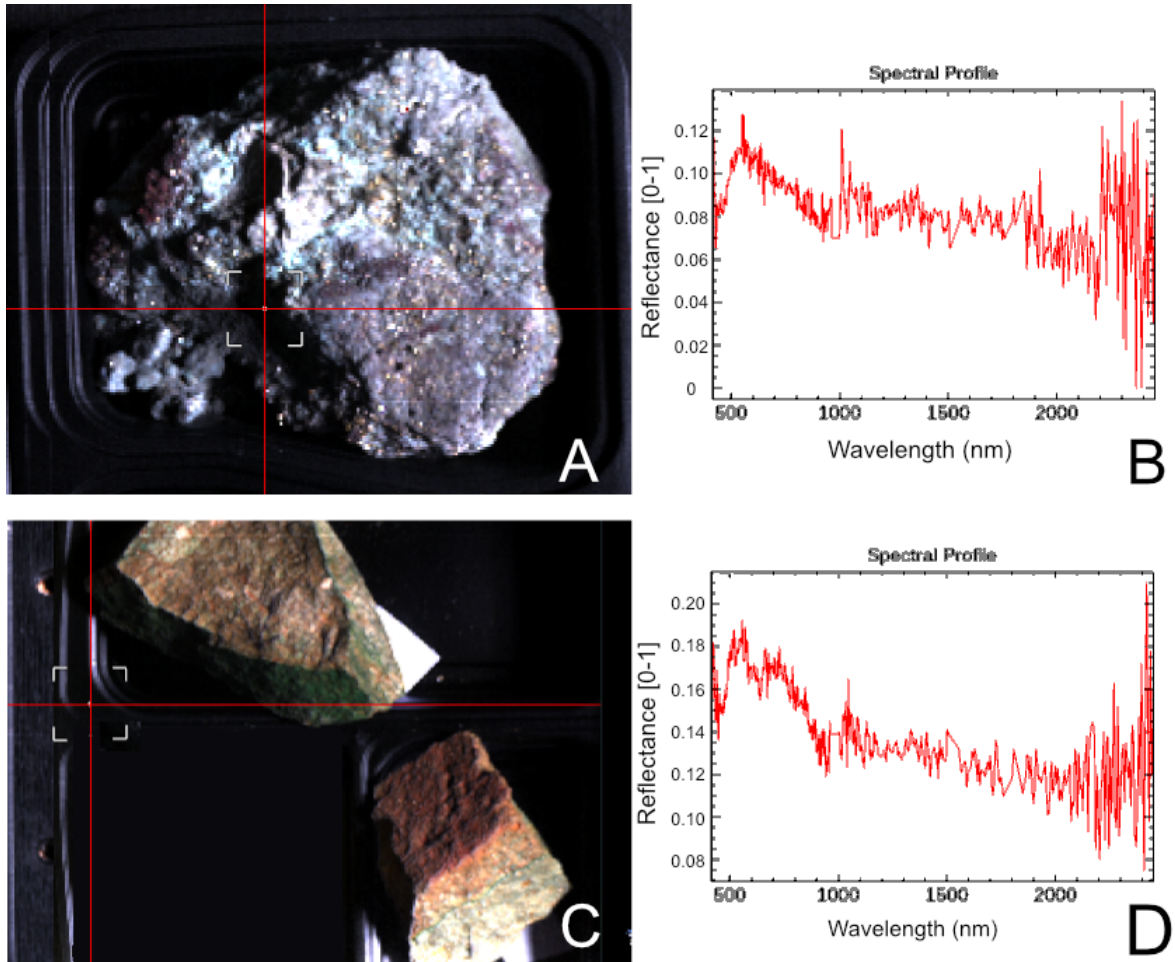 A
Spectral Profile
Reflectance [0-1]
0.12
0.10
0.08
0.06
0.04
0.02
0
500 1000 1500 2000
Wavelength (nm)
B
C
Spectral Profile
Reflectance [0-1]
0.20
0.18
0.16
0.14
0.12
0.10
0.08
500 1000 1500 2000
Wavelength (nm)
D